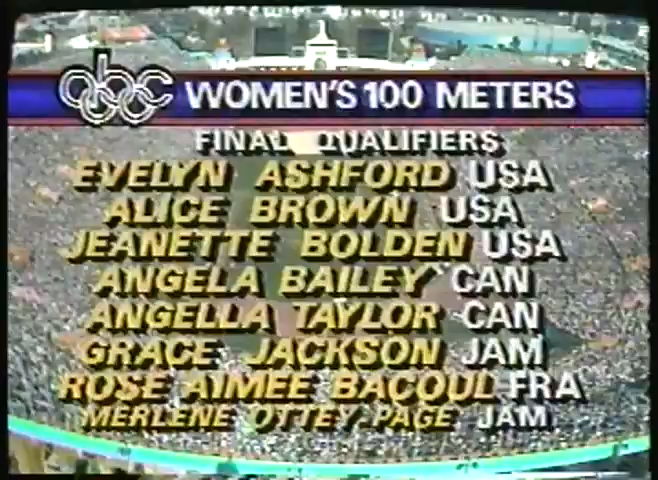 abc WOMEN'S 100 METERS
FINAL QUALIFIERS
EVELYN ASHFORD USA
ALICE BROWN USA
JEANETTE BOLDEN USA
ANGELA BAILEY CAN
ANGELLA TAYLOR CAN
GRACE JACKSON JAM
ROSE AIMEE BACOUL FRA
MERLENE OTTEY-PAGE JAM